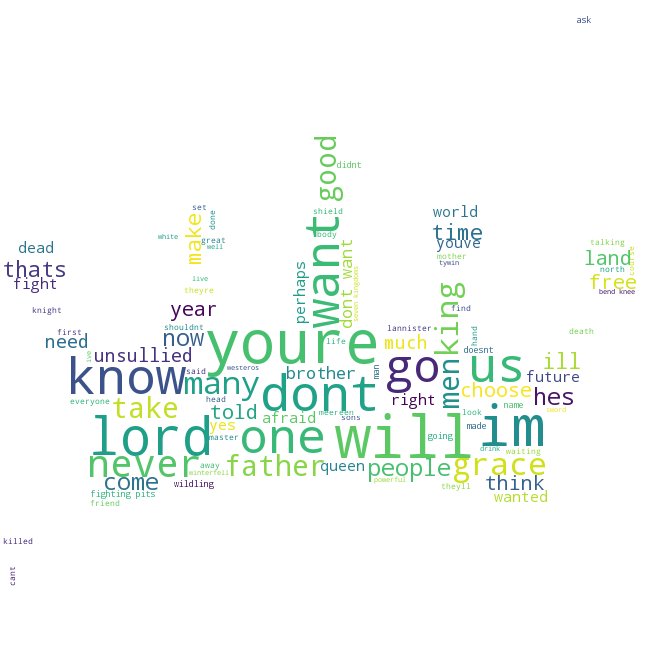 ask
good
didnt
set
done
shield
world
make
want
time
white
great
body
youve
talking
dead
well
perhaps
dont want
mother
land
course
thats
live
seven kingdoms
tywin
north
fight
theyre
king
free
bend knee
knight
year
find
first
shouldnt
lannister
hand
death
need
now
youre
life
much
doesnt
unsullied
go
us
ill
know
said
westeros
brother
man
men
future
many
dont
choose
hes
everyone
head
right
take
told
meereen
sons
look
name
sword
lord
yes
afraid
will
made
im
master
one
going
never
away
father
queen
people
grace
drink
waiting
winterfell
come
wildling
powerful
think
fighting pits
theyll
wanted
friend
killed
cant